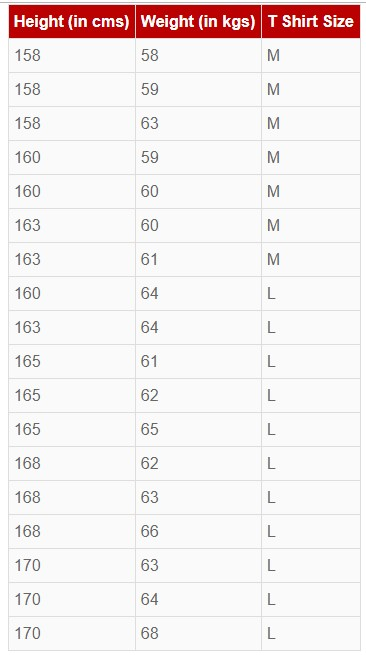 Height (in cms) Weight (in kgs) T Shirt Size
158 58 M
158 59 M
158 63 M
160 59 M
160 60 M
163 60 M
163 61 M
160 64 L
163 64 L
165 61 L
165 62 L
165 65 L
168 62 L
168 63 L
168 66 L
170 63 L
170 64 L
170 68 L